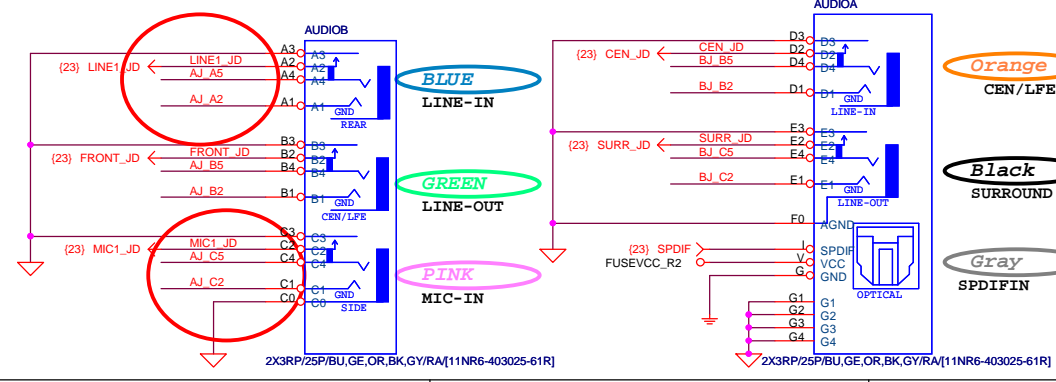 AUDIOB
A3 A3
{23} LINE1_JD LINE1_JD A2 A2
AJ_A5 A4 A4
AJ_A2 A1 A1
GND
REAR
BLUE
LINE-IN
B3 B3
{23} FRONT_JD FRONT_JD B2 B2
AJ_B5 B4 B4
AJ_B2 B1 B1
GND
CEN/LFE
GREEN
LINE-OUT
C3 C3
{23} MIC1_JD MIC1_JD C2 C2
AJ_C5 C4 C4
AJ_C2 C1 C1
GND
C0 C0
SIDE
PINK
MIC-IN
2X3RP/25P/BU,GE,OR,BK,GY/RA/[11NR6-403025-61R]
AUDIOA
D3 D3
{23} CEN_JD CEN_JD D2 D2
BJ_B5 D4 D4
BJ_B2 D1 D1
GND
LINE-IN
Orange
CEN/LFE
E3 E3
{23} SURR_JD SURR_JD E2 E2
BJ_C5 E4 E4
BJ_C2 E1 E1
GND
LINE-OUT
Black
SURROUND
F0 AGND
{23} SPDIF I SPDIF
FUSEVCC_R2 V VCC
G GND
OPTICAL
Gray
SPDIFIN
G1 G1
G2 G2
G3 G3
G4 G4
2X3RP/25P/BU,GE,OR,BK,GY/RA/[11NR6-403025-61R]